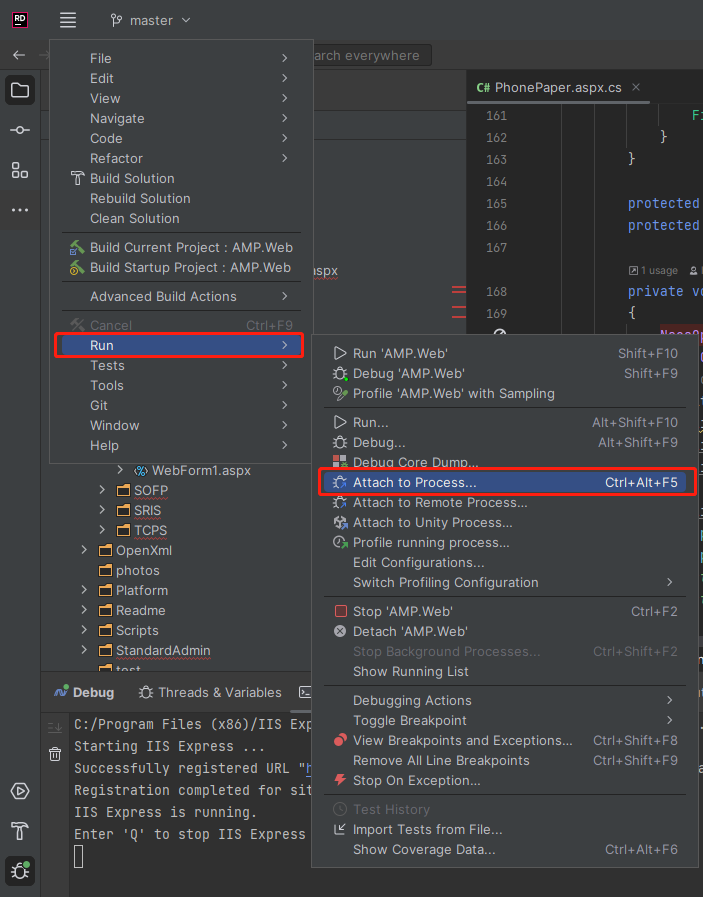 RD
master
arch everywhere
File
Edit
View
Navigate
Code
Refactor
Build Solution
Rebuild Solution
Clean Solution
Build Current Project : AMP.Web
Build Startup Project : AMP.Web
Advanced Build Actions
Cancel Ctrl+F9
Run
Tests
Tools
Git
Window
Help
aspx
C# PhonePaper.aspx.cs
161 Fi
162 }
163 }
164
165 protected
166 protected
167
1 usage
168 private vo
169 {
Run 'AMP.Web' Shift+F10
Debug 'AMP.Web' Shift+F9
Profile 'AMP.Web' with Sampling
Run... Alt+Shift+F10
Debug... Alt+Shift+F9
Debug Core Dump...
Attach to Process... Ctrl+Alt+F5
Attach to Remote Process...
Attach to Unity Process...
Profile running process...
Edit Configurations...
Switch Profiling Configuration
Stop 'AMP.Web' Ctrl+F2
Detach 'AMP.Web'
Stop Background Processes... Ctrl+Shift+F2
Show Running List
Debugging Actions
Toggle Breakpoint
View Breakpoints and Exceptions... Ctrl+Shift+F8
Remove All Line Breakpoints Ctrl+Shift+F9
Stop On Exception...
Test History
Import Tests from File...
Show Coverage Data... Ctrl+Alt+F6
WebForm1.aspx
SOFP
SRIS
TCPS
OpenXml
photos
Platform
Readme
Scripts
StandardAdmin
test
Debug Threads & Variables
C:/Program Files (x86)/IIS Exp
Starting IIS Express ...
Successfully registered URL "h
Registration completed for sit
IIS Express is running.
Enter 'Q' to stop IIS Express